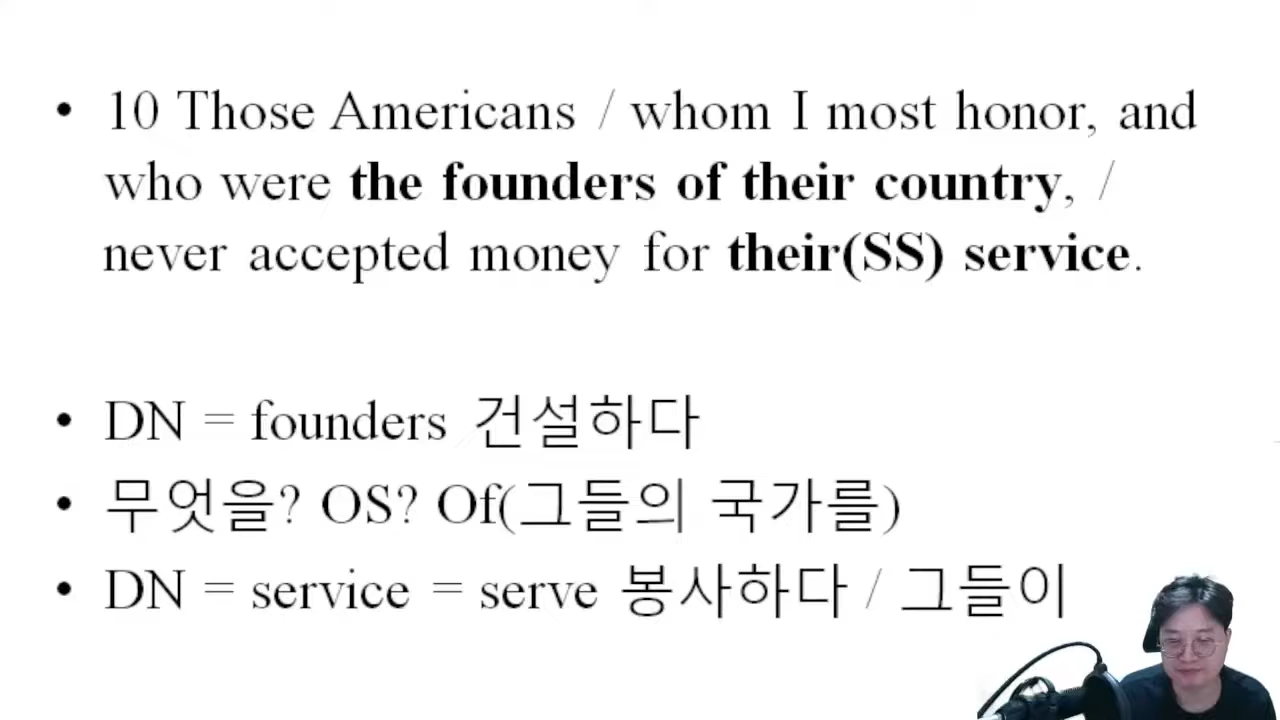 • 10 Those Americans / whom I most honor, and
who were the founders of their country, /
never accepted money for their(SS) service.
• DN = founders 건설하다
• 무엇을? OS? Of(그들의 국가를)
• DN = service = serve 봉사하다 / 그들이